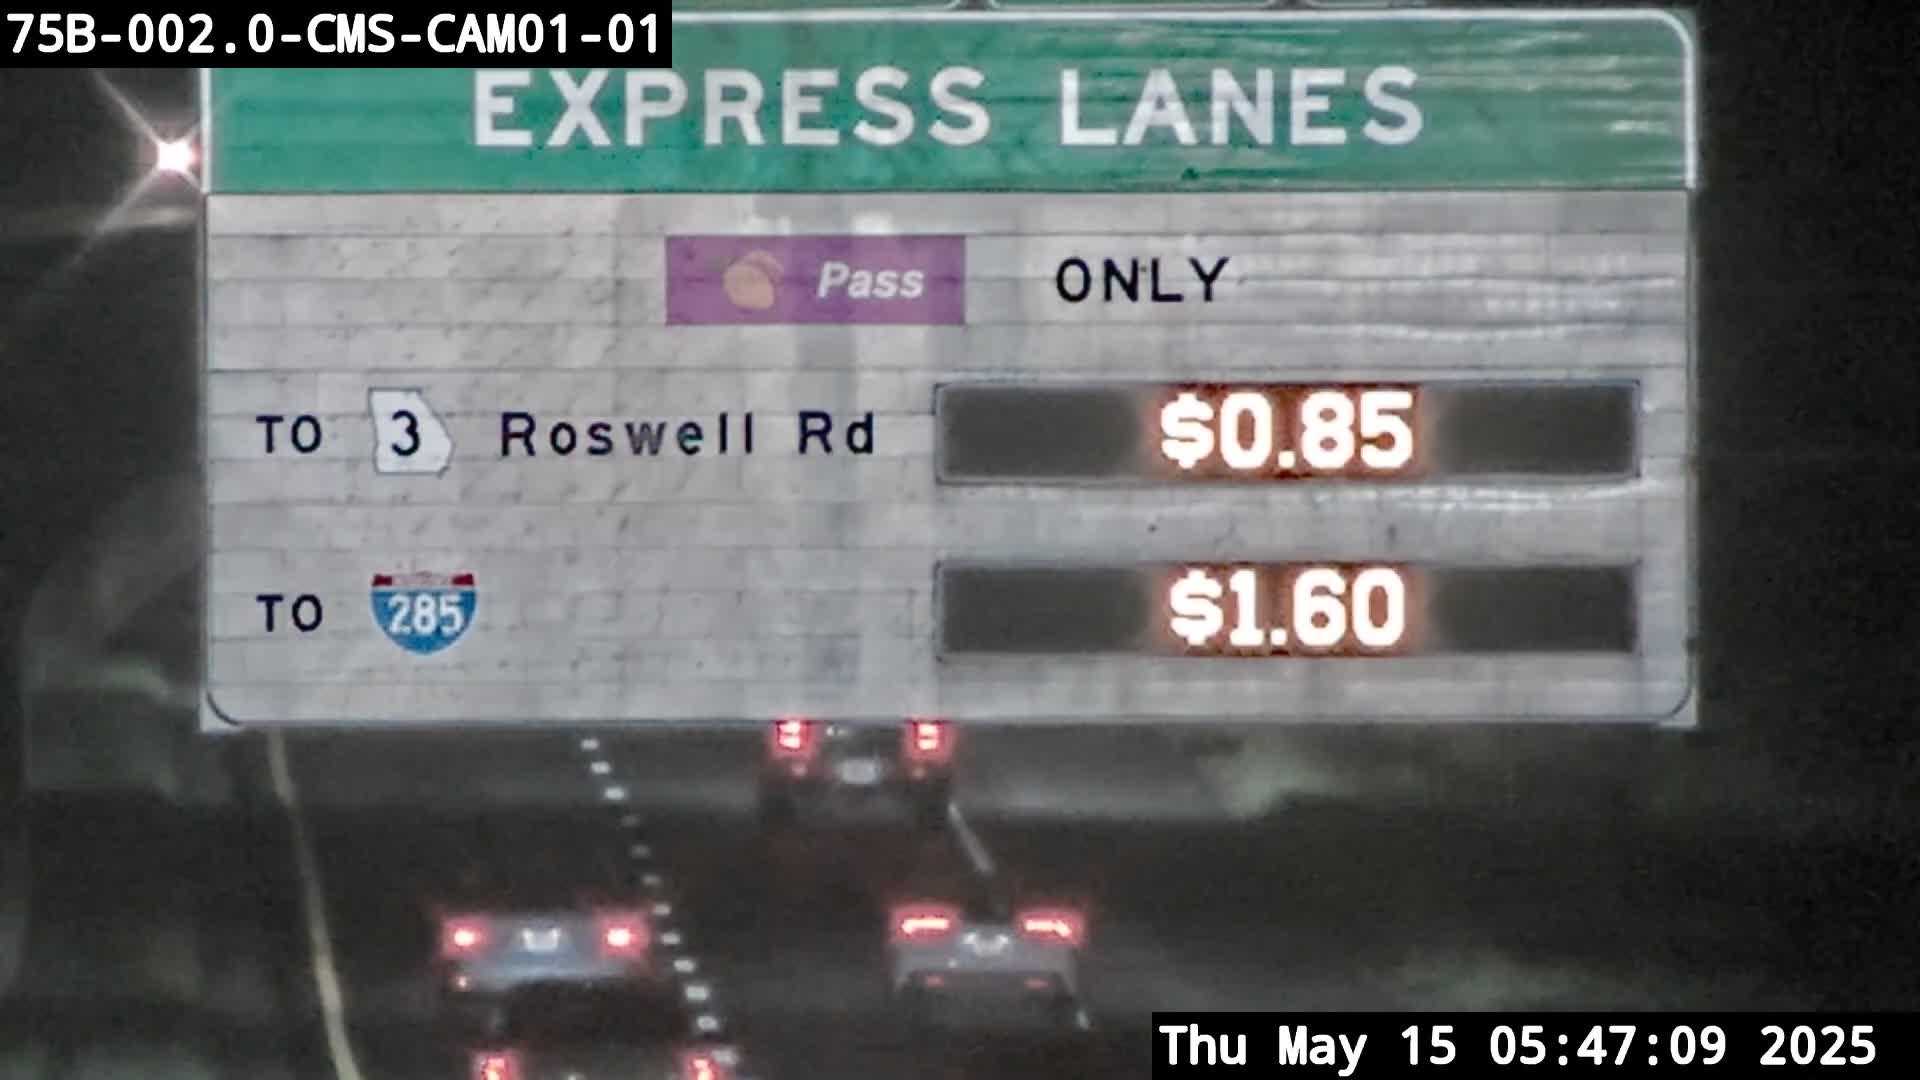 75B-002.0-CMS-CAM01-01
EXPRESS LANES
Pass ONLY
TO 3 Roswell Rd $0.85
TO 285 $1.60
Thu May 15 05:47:09 2025